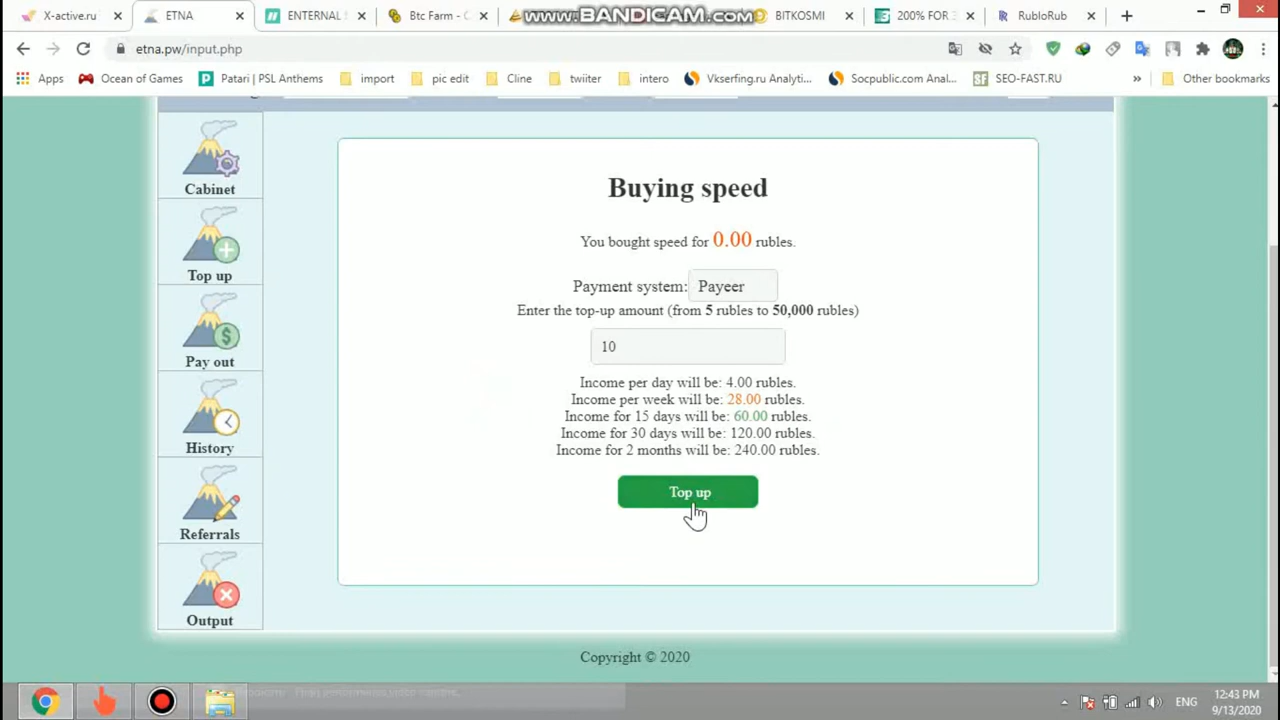 X-active.ru
ETNA
ENTERNAL
Btc Farm - C
www.BANDICAM.com
BITKOSMI
200% FOR 3
RubloRub
etna.pw/input.php
Apps
Ocean of Games
Patari | PSL Anthems
import
pic edit
Cline
twiiter
intero
Vkserfing.ru Analyti...
Socpublic.com Anal...
SEO-FAST.RU
»
Other bookmarks
Cabinet
Top up
Pay out
History
Referrals
Output
Buying speed
You bought speed for 0.00 rubles.
Payment system: Payeer
Enter the top-up amount (from 5 rubles to 50,000 rubles)
10
Income per day will be: 4.00 rubles.
Income per week will be: 28.00 rubles.
Income for 15 days will be: 60.00 rubles.
Income for 30 days will be: 120.00 rubles.
Income for 2 months will be: 240.00 rubles.
Top up
Copyright © 2020
ENG
12:43 PM
9/13/2020